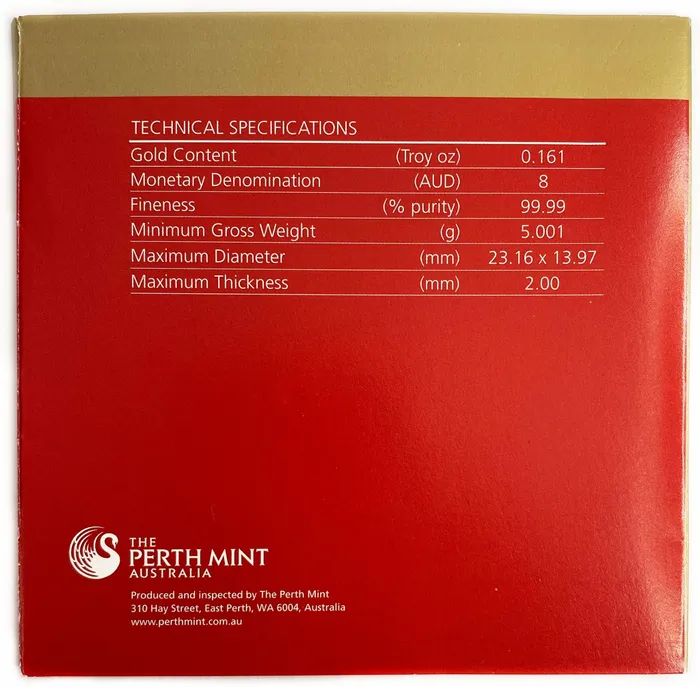 TECHNICAL SPECIFICATIONS
Gold Content (Troy oz) 0.161
Monetary Denomination (AUD) 8
Fineness (% purity) 99.99
Minimum Gross Weight (g) 5.001
Maximum Diameter (mm) 23.16 x 13.97
Maximum Thickness (mm) 2.00
THE
PERTH MINT
AUSTRALIA
Produced and inspected by The Perth Mint
310 Hay Street, East Perth, WA 6004, Australia
www.perthmint.com.au